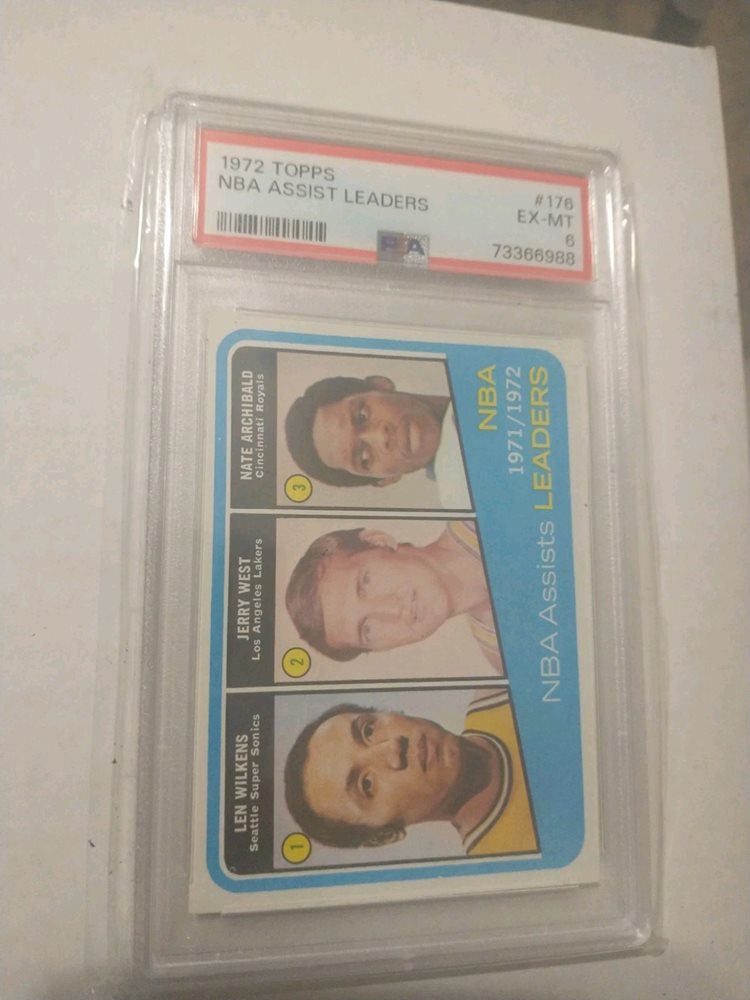 1972 TOPPS
NBA ASSIST LEADERS
#176
EX-MT
6
73366988
PSA
LEN WILKENS
Seattle Super Sonics
1
JERRY WEST
Los Angeles Lakers
2
NATE ARCHIBALD
Cincinnati Royals
3
NBA
1971/1972
NBA Assists LEADERS